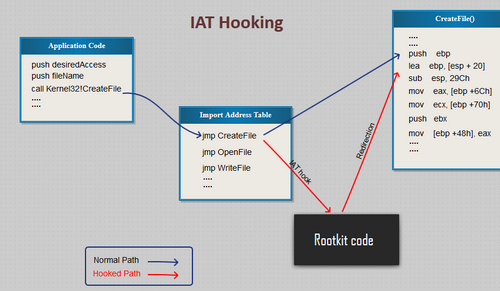 IAT Hooking
Application Code
push desiredAccess
push fileName
call Kernel32!CreateFile
....
....
Import Address Table
jmp CreateFile
jmp OpenFile
jmp WriteFile
....
....
CreateFile()
....
....
push ebp
lea ebp, [esp + 20]
sub esp, 29Ch
mov eax, [ebp +6Ch]
mov ecx, [ebp +70h]
push ebx
mov [ebp +48h], eax
....
....
IAT hook
Redirection
Rootkit code
Normal Path
Hooked Path